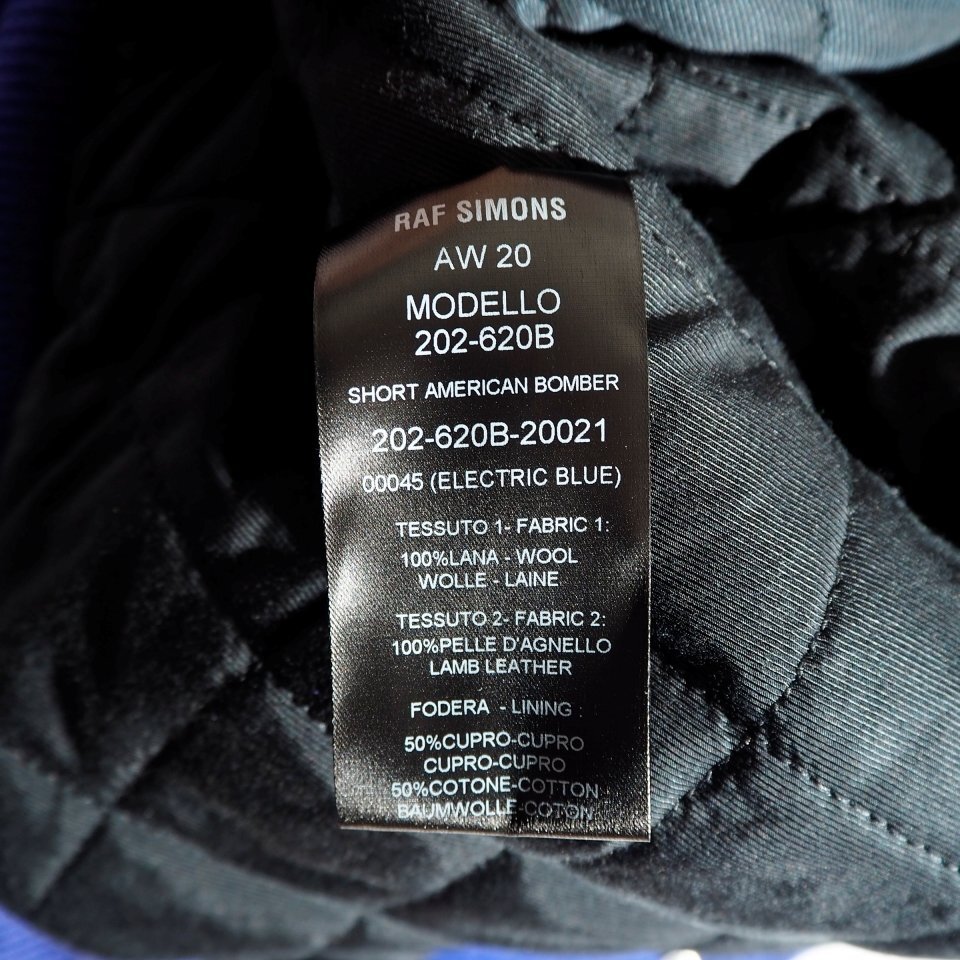 RAF SIMONS
AW 20
MODELLO
202-620B
SHORT AMERICAN BOMBER
202-620B-20021
00045 (ELECTRIC BLUE)
TESSUTO 1- FABRIC 1:
100%LANA - WOOL
WOLLE - LAINE
TESSUTO 2- FABRIC 2:
100%PELLE D'AGNELLO
LAMB LEATHER
FODERA - LINING :
50%CUPRO-CUPRO
CUPRO-CUPRO
50%COTONE-COTTON
BAUMWOLLE-COTON